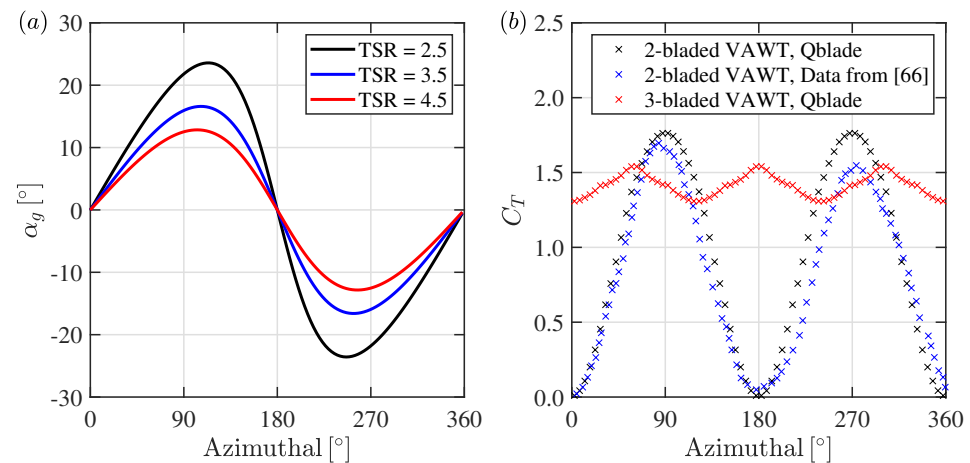 (a)
30
20
10
0
-10
-20
-30
α_g [°]
TSR = 2.5
TSR = 3.5
TSR = 4.5
0 90 180 270 360
Azimuthal [°]
(b)
2.5
2.0
1.5
1.0
0.5
0.0
C_T
2-bladed VAWT, Qblade
2-bladed VAWT, Data from [66]
3-bladed VAWT, Qblade
0 90 180 270 360
Azimuthal [°]